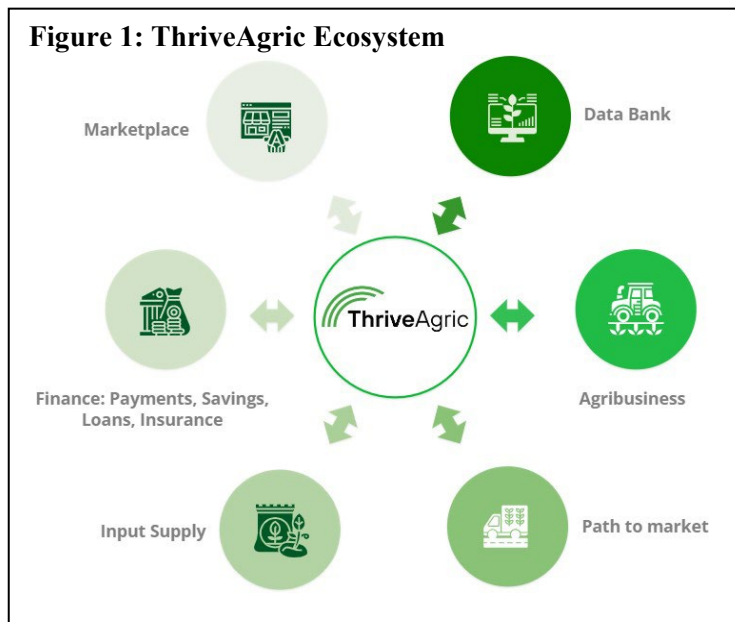 Figure 1: ThriveAgric Ecosystem
Marketplace
Data Bank
ThriveAgric
Finance: Payments, Savings,
Loans, Insurance
Agribusiness
Input Supply
Path to market